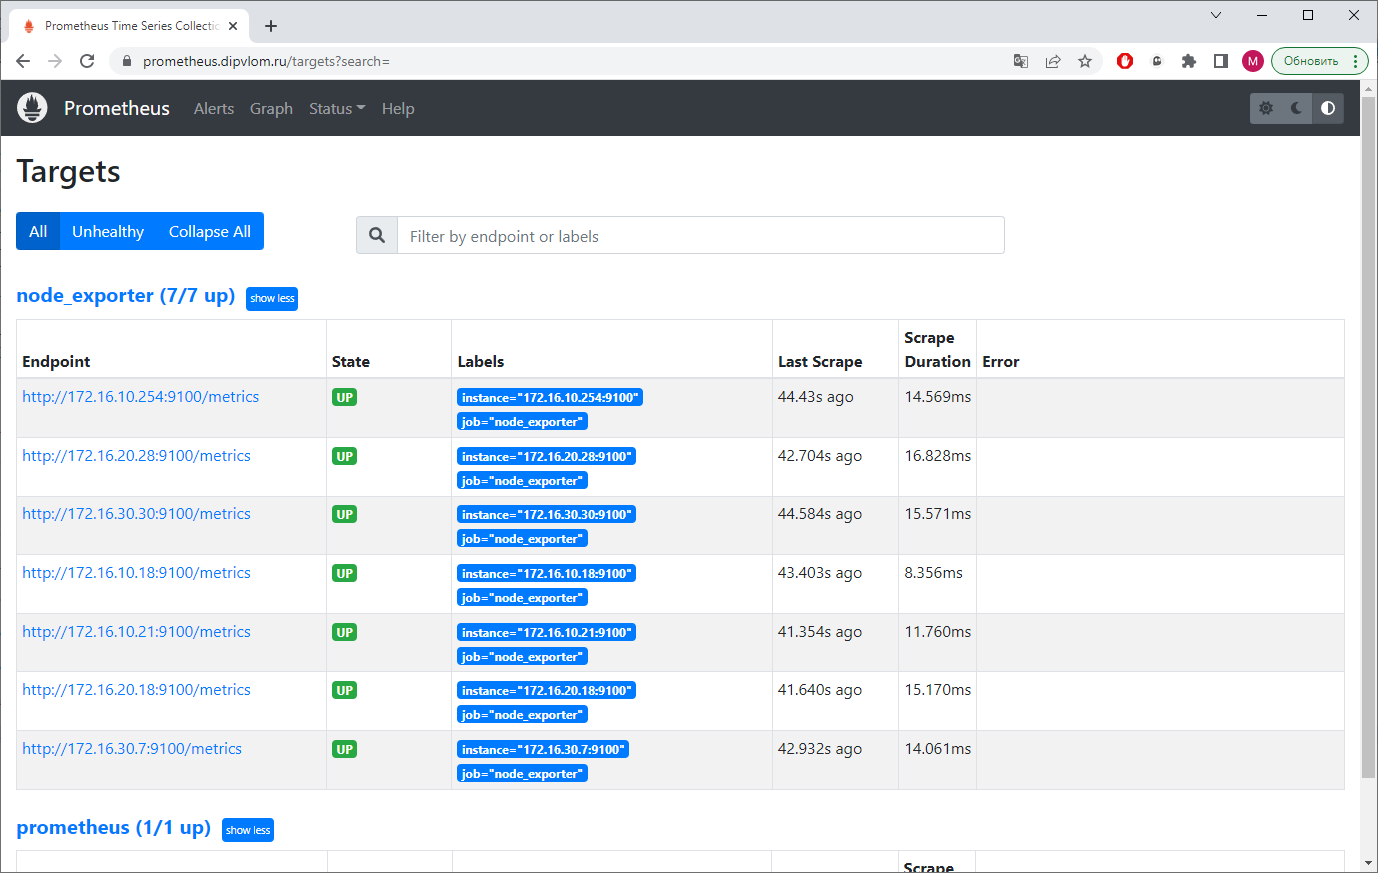 Prometheus Time Series Collectic
prometheus.dipvlom.ru/targets?search=
M
Обновить
Prometheus Alerts Graph Status Help
Targets
All Unhealthy Collapse All
Filter by endpoint or labels
node_exporter (7/7 up) show less
Endpoint State Labels Last Scrape Scrape Duration Error
http://172.16.10.254:9100/metrics UP instance="172.16.10.254:9100" 44.43s ago 14.569ms
job="node_exporter"
http://172.16.20.28:9100/metrics UP instance="172.16.20.28:9100" 42.704s ago 16.828ms
job="node_exporter"
http://172.16.30.30:9100/metrics UP instance="172.16.30.30:9100" 44.584s ago 15.571ms
job="node_exporter"
http://172.16.10.18:9100/metrics UP instance="172.16.10.18:9100" 43.403s ago 8.356ms
job="node_exporter"
http://172.16.10.21:9100/metrics UP instance="172.16.10.21:9100" 41.354s ago 11.760ms
job="node_exporter"
http://172.16.20.18:9100/metrics UP instance="172.16.20.18:9100" 41.640s ago 15.170ms
job="node_exporter"
http://172.16.30.7:9100/metrics UP instance="172.16.30.7:9100" 42.932s ago 14.061ms
job="node_exporter"
prometheus (1/1 up) show less
Scrape